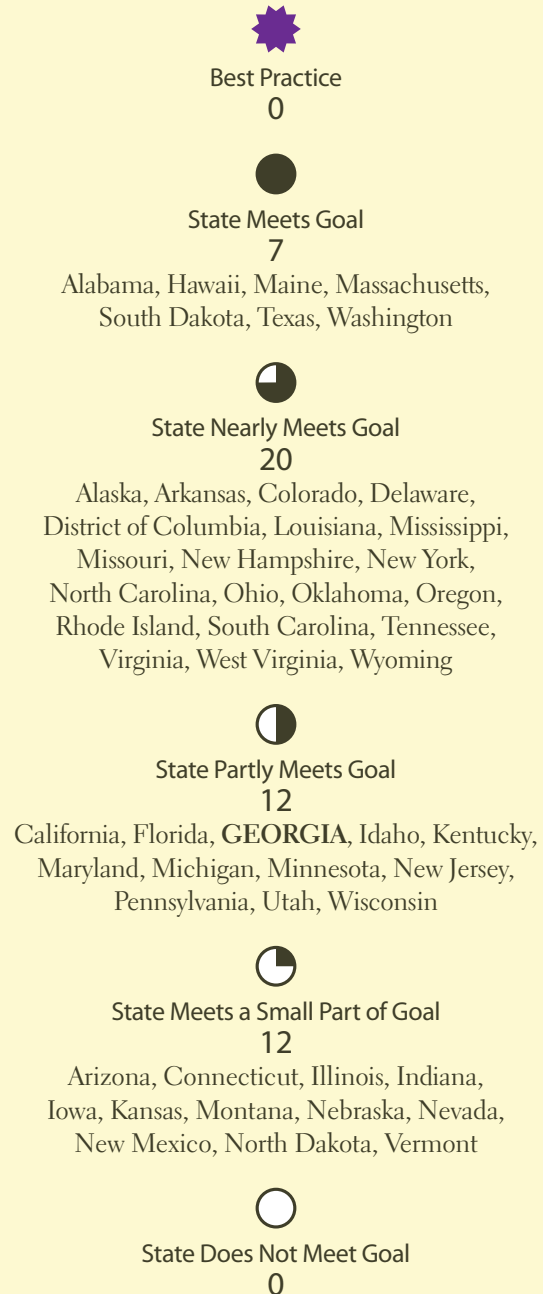 Best Practice
0
State Meets Goal
7
Alabama, Hawaii, Maine, Massachusetts,
South Dakota, Texas, Washington
State Nearly Meets Goal
20
Alaska, Arkansas, Colorado, Delaware,
District of Columbia, Louisiana, Mississippi,
Missouri, New Hampshire, New York,
North Carolina, Ohio, Oklahoma, Oregon,
Rhode Island, South Carolina, Tennessee,
Virginia, West Virginia, Wyoming
State Partly Meets Goal
12
California, Florida, GEORGIA, Idaho, Kentucky,
Maryland, Michigan, Minnesota, New Jersey,
Pennsylvania, Utah, Wisconsin
State Meets a Small Part of Goal
12
Arizona, Connecticut, Illinois, Indiana,
Iowa, Kansas, Montana, Nebraska, Nevada,
New Mexico, North Dakota, Vermont
State Does Not Meet Goal
0